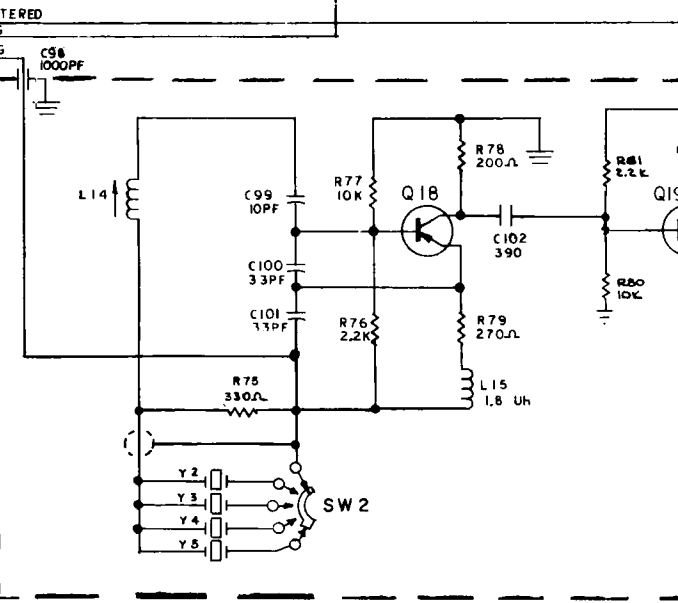 TERED
G
C98
1000PF
L14
C99
10PF
R77
10K
Q18
R78
200Ω
R81
2.2K
Q19
C102
390
C100
33PF
C101
33PF
R76
2.2K
R79
270Ω
R80
10K
R75
330Ω
L15
1.8 Uh
Y2
Y3
Y4
Y5
SW2